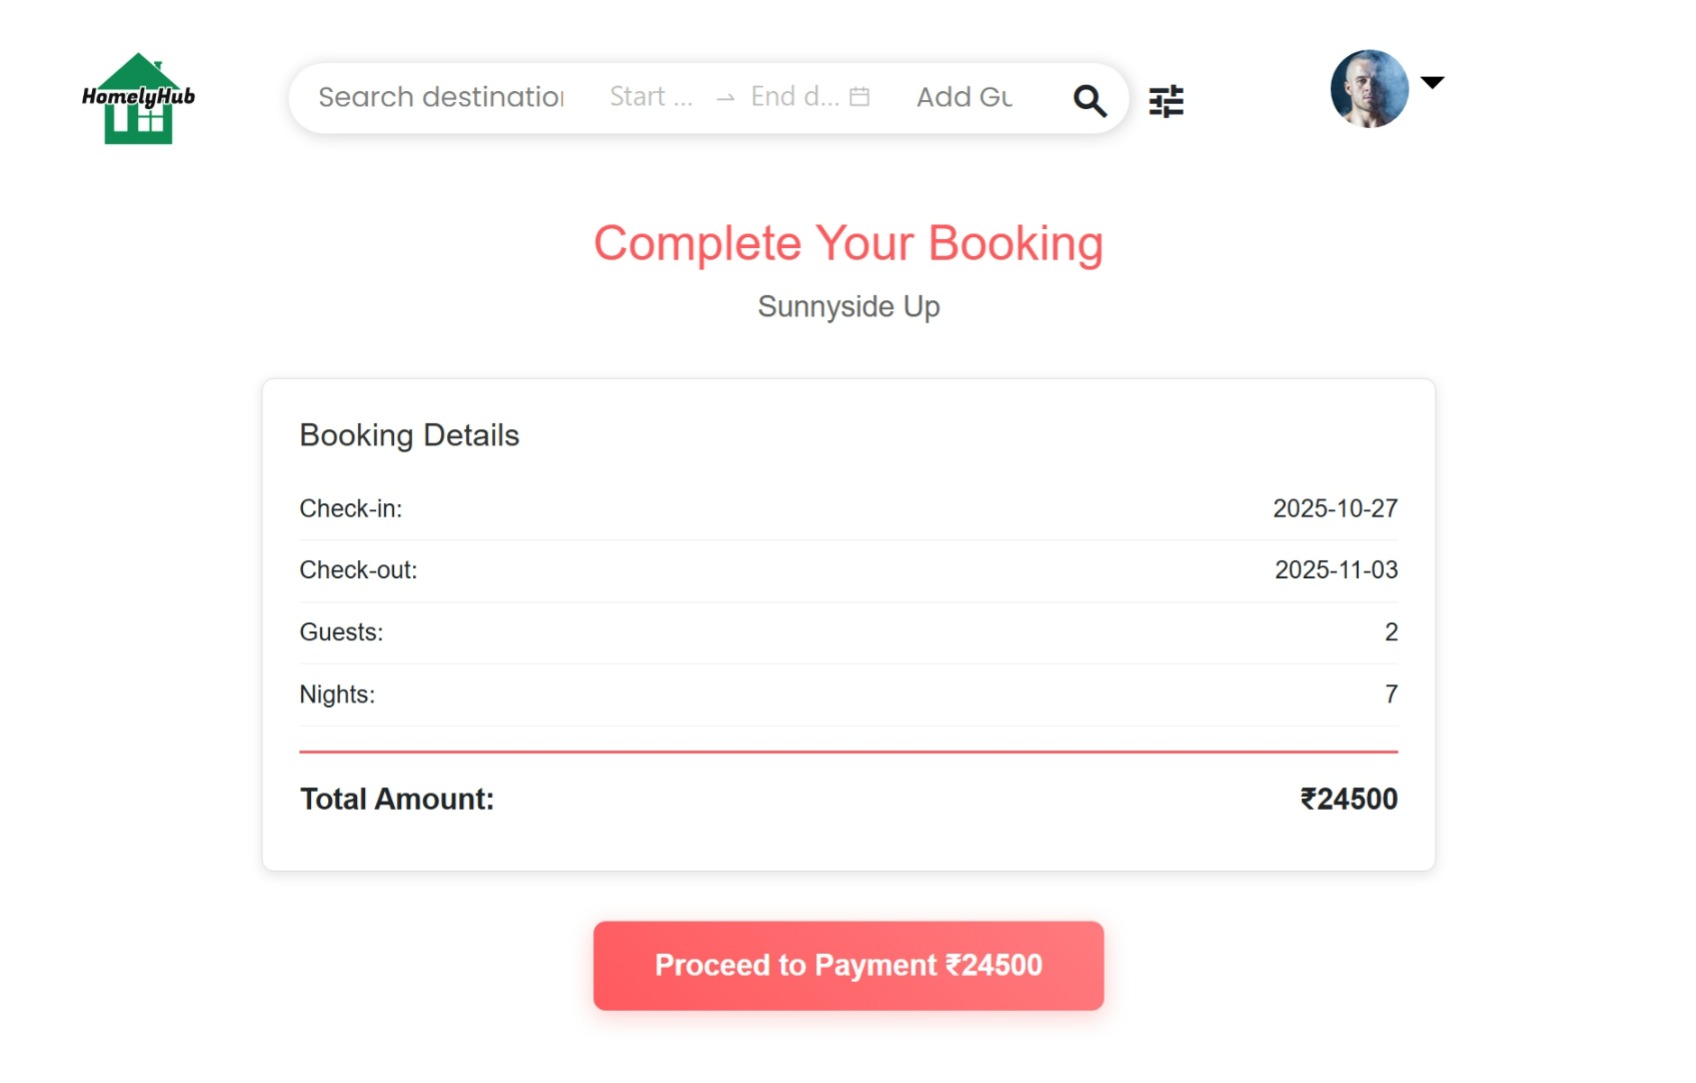 HomelyHub
Search destination Start ... → End d... Add Gu
Complete Your Booking
Sunnyside Up
Booking Details
Check-in: 2025-10-27
Check-out: 2025-11-03
Guests: 2
Nights: 7
Total Amount: ₹24500
Proceed to Payment ₹24500